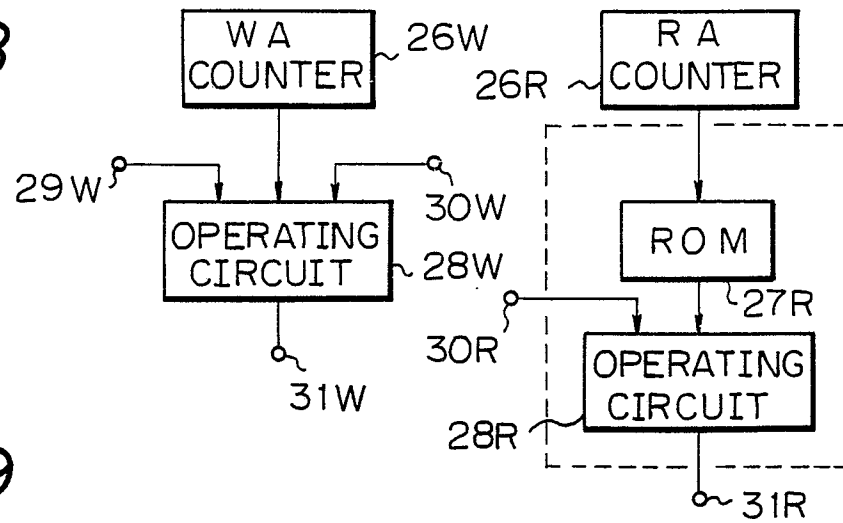 WA
COUNTER
26W
RA
COUNTER
26R
29W
30W
OPERATING
CIRCUIT
28W
31W
ROM
27R
30R
OPERATING
CIRCUIT
28R
31R
9